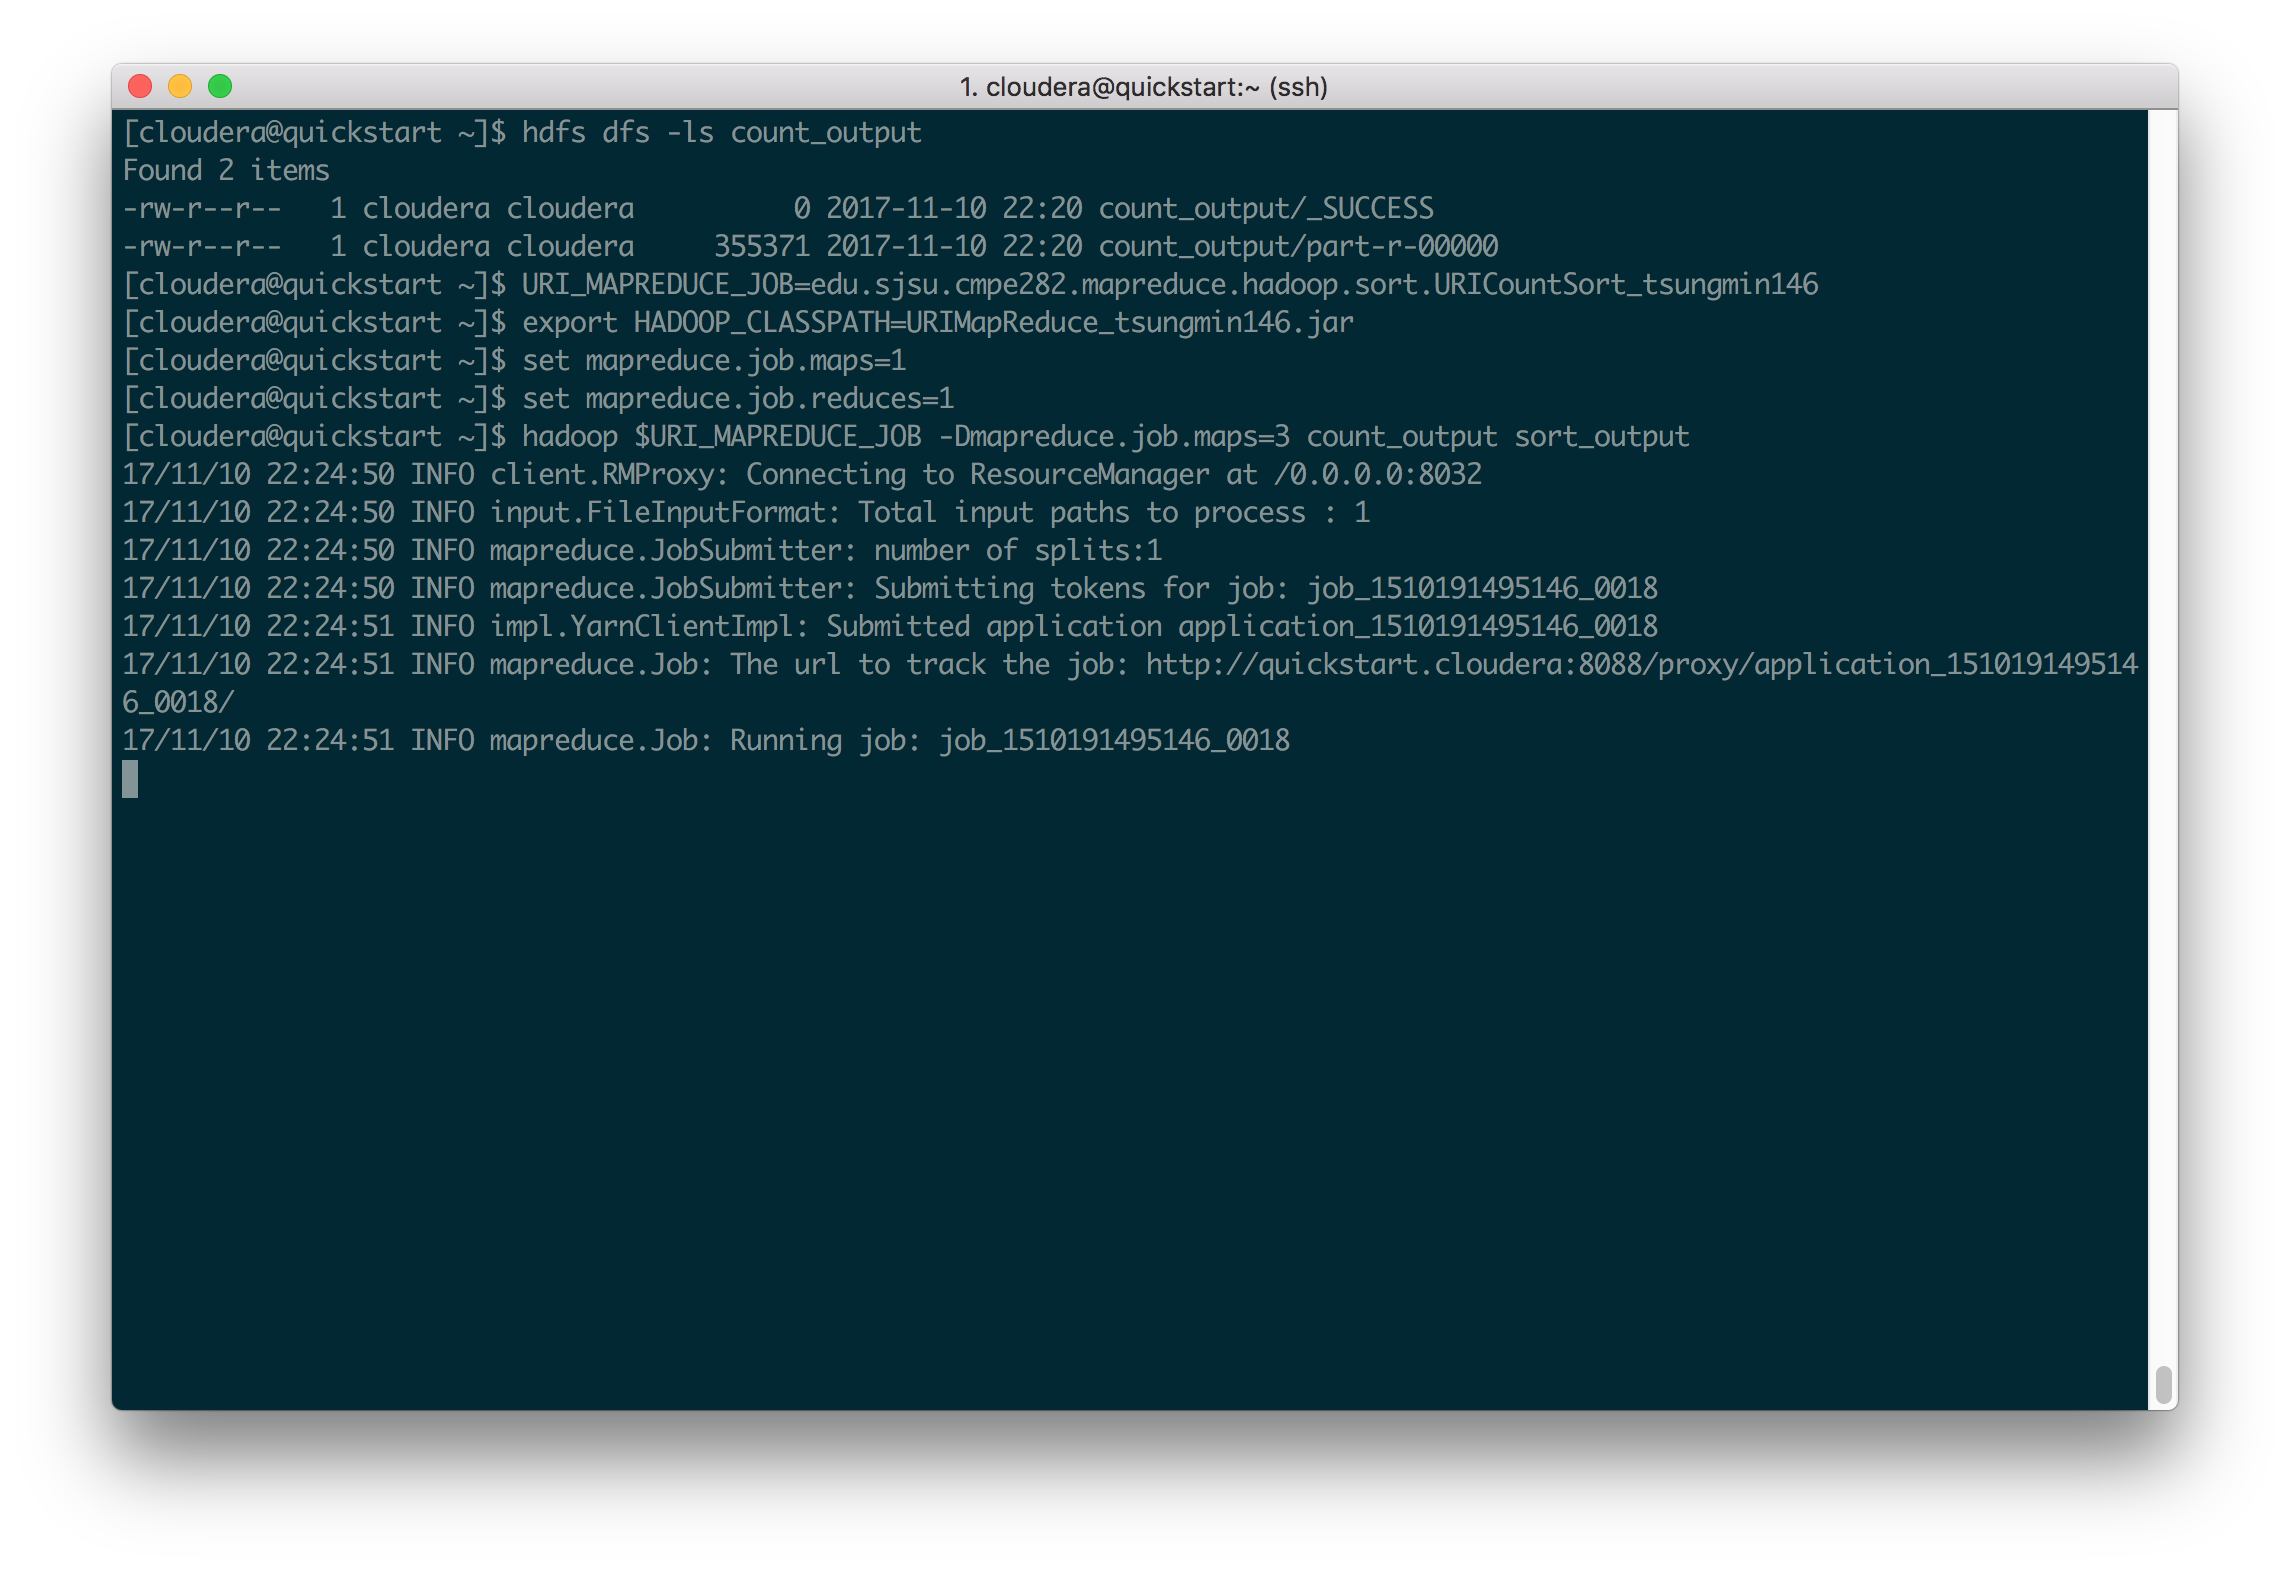 1. cloudera@quickstart:~ (ssh)
[cloudera@quickstart ~]$ hdfs dfs -ls count_output
Found 2 items
-rw-r--r--   1 cloudera cloudera          0 2017-11-10 22:20 count_output/_SUCCESS
-rw-r--r--   1 cloudera cloudera     355371 2017-11-10 22:20 count_output/part-r-00000
[cloudera@quickstart ~]$ URI_MAPREDUCE_JOB=edu.sjsu.cmpe282.mapreduce.hadoop.sort.URICountSort_tsungmin146
[cloudera@quickstart ~]$ export HADOOP_CLASSPATH=URIMapReduce_tsungmin146.jar
[cloudera@quickstart ~]$ set mapreduce.job.maps=1
[cloudera@quickstart ~]$ set mapreduce.job.reduces=1
[cloudera@quickstart ~]$ hadoop $URI_MAPREDUCE_JOB -Dmapreduce.job.maps=3 count_output sort_output
17/11/10 22:24:50 INFO client.RMProxy: Connecting to ResourceManager at /0.0.0.0:8032
17/11/10 22:24:50 INFO input.FileInputFormat: Total input paths to process : 1
17/11/10 22:24:50 INFO mapreduce.JobSubmitter: number of splits:1
17/11/10 22:24:50 INFO mapreduce.JobSubmitter: Submitting tokens for job: job_1510191495146_0018
17/11/10 22:24:51 INFO impl.YarnClientImpl: Submitted application application_1510191495146_0018
17/11/10 22:24:51 INFO mapreduce.Job: The url to track the job: http://quickstart.cloudera:8088/proxy/application_151019149514
6_0018/
17/11/10 22:24:51 INFO mapreduce.Job: Running job: job_1510191495146_0018